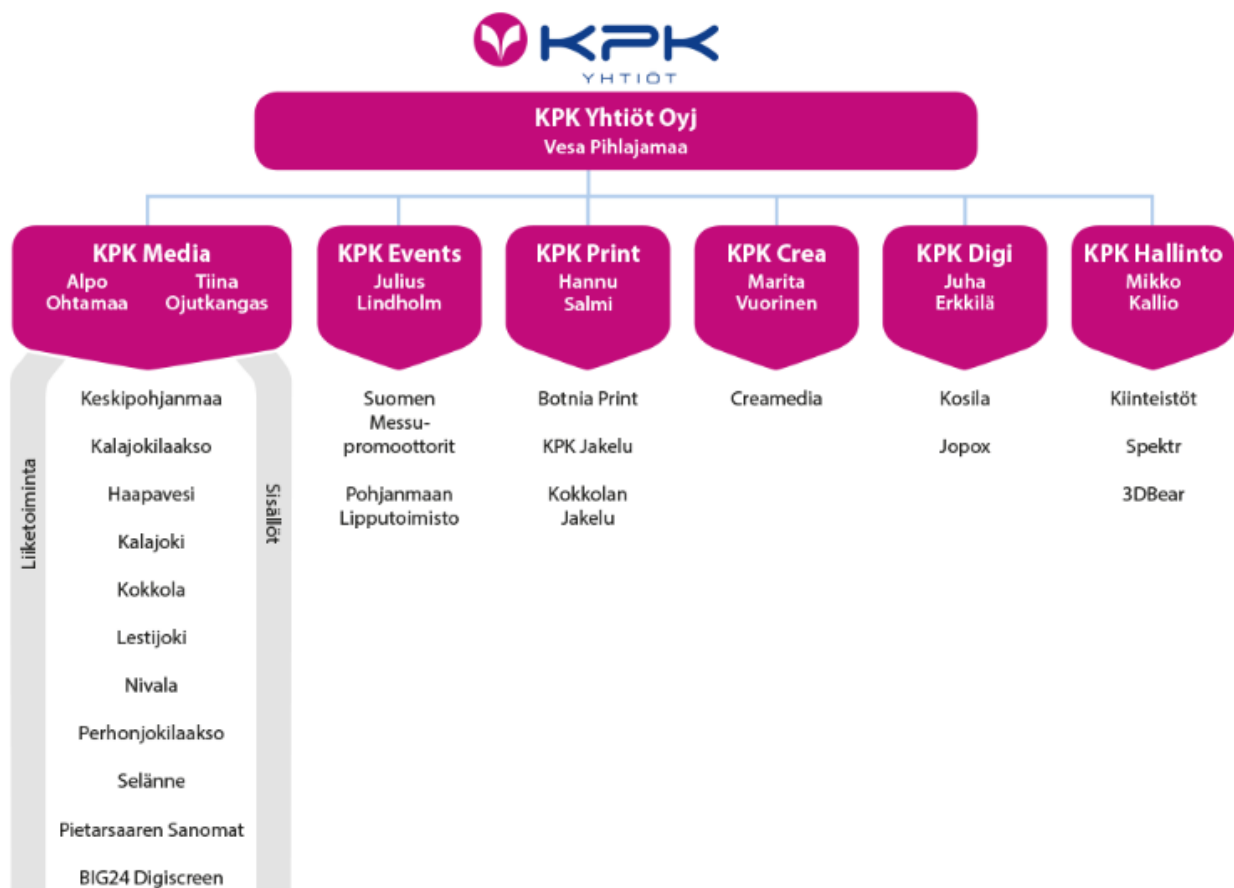 KPK
YHTIÖT
KPK Yhtiöt Oyj
Vesa Pihlajamaa
KPK Media
Alpo
Ohtamaa
Tiina
Ojutkangas
Liiketoiminta
Sisällöt
Keskipohjanmaa
Kalajokilaakso
Haapavesi
Kalajoki
Kokkola
Lestijoki
Nivala
Perhonjokilaakso
Selänne
Pietarsaaren Sanomat
BIG24 Digiscreen
KPK Events
Julius
Lindholm
Suomen
Messu-
promoottorit
Pohjanmaan
Lipputoimisto
KPK Print
Hannu
Salmi
Botnia Print
KPK Jakelu
Kokkolan
Jakelu
KPK Crea
Marita
Vuorinen
Creamedia
KPK Digi
Juha
Erkkilä
Kosila
Jopox
KPK Hallinto
Mikko
Kallio
Kiinteistöt
Spektr
3DBear